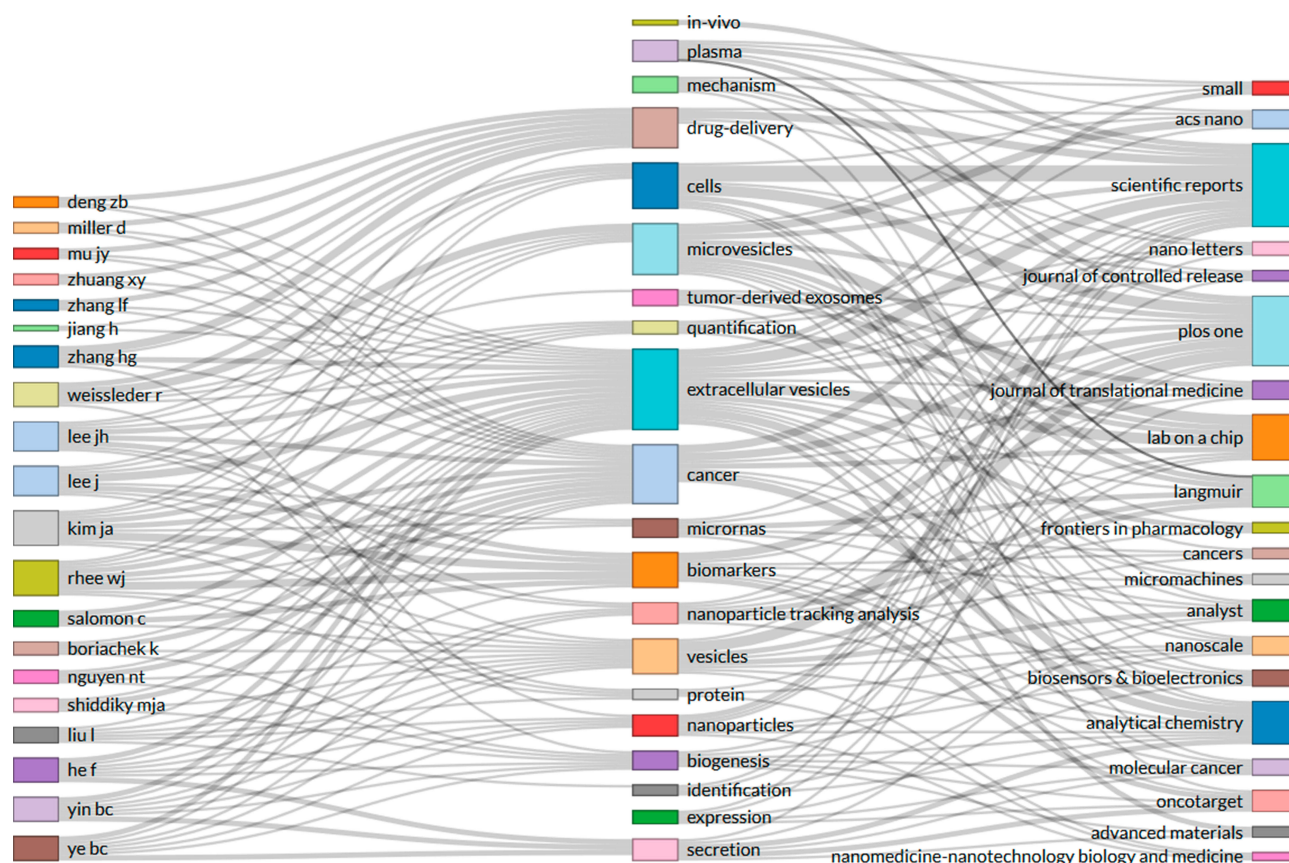 deng zb
miller d
mu jy
zhuang xy
zhang lf
jiang h
zhang hg
weissleder r
lee jh
lee j
kim ja
rhee wj
salomon c
boriachek k
nguyen nt
shiddiky mja
liu l
he f
yin bc
ye bc
in-vivo
plasma
mechanism
drug-delivery
cells
microvesicles
tumor-derived exosomes
quantification
extracellular vesicles
cancer
micrornas
biomarkers
nanoparticle tracking analysis
vesicles
protein
nanoparticles
biogenesis
identification
expression
secretion
small
acs nano
scientific reports
nano letters
journal of controlled release
plos one
journal of translational medicine
lab on a chip
langmuir
frontiers in pharmacology
cancers
micromachines
analyst
nanoscale
biosensors & bioelectronics
analytical chemistry
molecular cancer
oncotarget
advanced materials
nanomedicine-nanotechnology biology and medicine